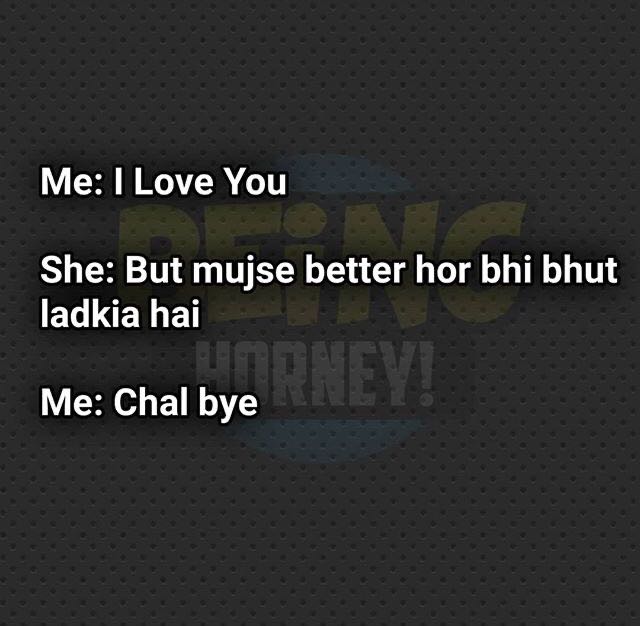 Me: I Love You
She: But mujse better hor bhi bhut
ladkia hai
Me: Chal bye
BEiNG
HORNEY!